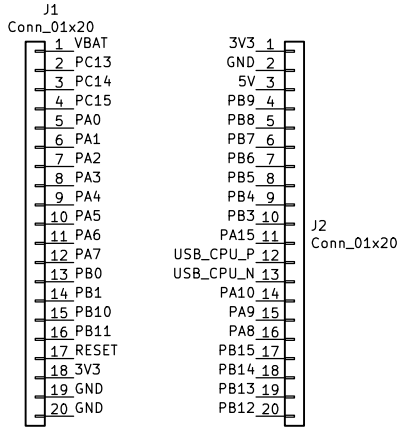 J1
Conn_01x20
1 VBAT
2 PC13
3 PC14
4 PC15
5 PA0
6 PA1
7 PA2
8 PA3
9 PA4
10 PA5
11 PA6
12 PA7
13 PB0
14 PB1
15 PB10
16 PB11
17 RESET
18 3V3
19 GND
20 GND
3V3 1
GND 2
5V 3
PB9 4
PB8 5
PB7 6
PB6 7
PB5 8
PB4 9
PB3 10
PA15 11
USB_CPU_P 12
USB_CPU_N 13
PA10 14
PA9 15
PA8 16
PB15 17
PB14 18
PB13 19
PB12 20
J2
Conn_01x20